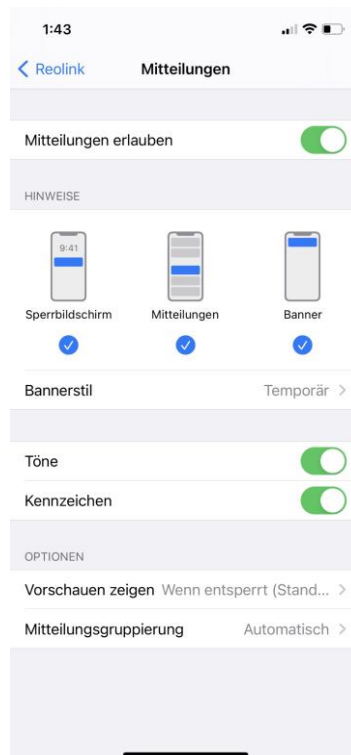 1:43
Reolink
Mitteilungen
Mitteilungen erlauben
HINWEISE
9:41
Sperrbildschirm Mitteilungen Banner
Bannerstil Temporär
Töne
Kennzeichen
OPTIONEN
Vorschauen zeigen Wenn entsperrt (Stand...
Mitteilungsgruppierung Automatisch